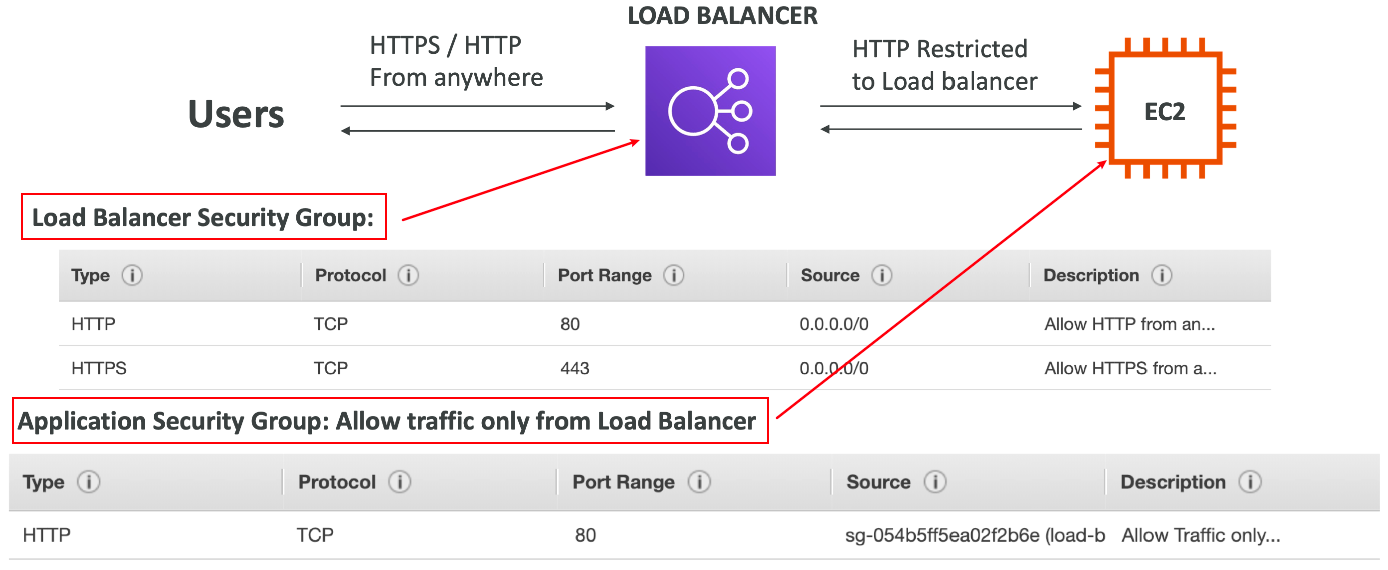 LOAD BALANCER
HTTPS / HTTP
From anywhere
HTTP Restricted
to Load balancer
Users
EC2
Load Balancer Security Group:
Type Protocol Port Range Source Description
HTTP TCP 80 0.0.0.0/0 Allow HTTP from an...
HTTPS TCP 443 0.0.0.0/0 Allow HTTPS from a...
Application Security Group: Allow traffic only from Load Balancer
Type Protocol Port Range Source Description
HTTP TCP 80 sg-054b5ff5ea02f2b6e (load-b Allow Traffic only...